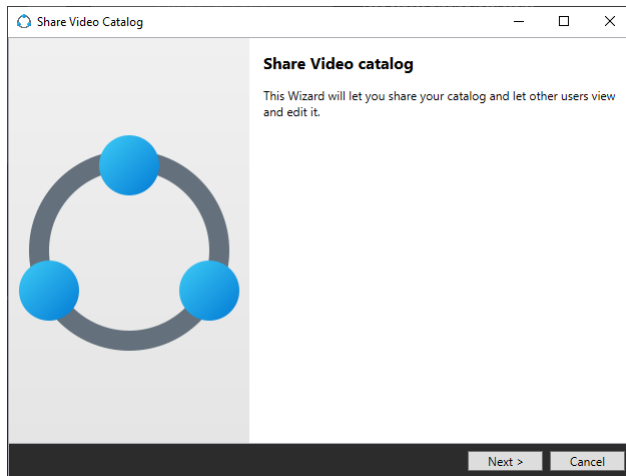 Share Video Catalog
Share Video catalog
This Wizard will let you share your catalog and let other users view
and edit it.
Next >
Cancel